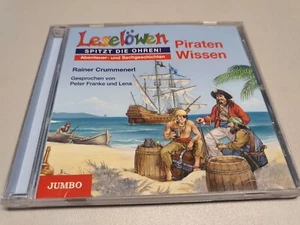 Leselöwen
SPITZT DIE OHREN!
Abenteuer- und Sachgeschichten
Piraten
Wissen
Rainer Crummenerl
Gesprochen von
Peter Franke und Lena
JUMBO